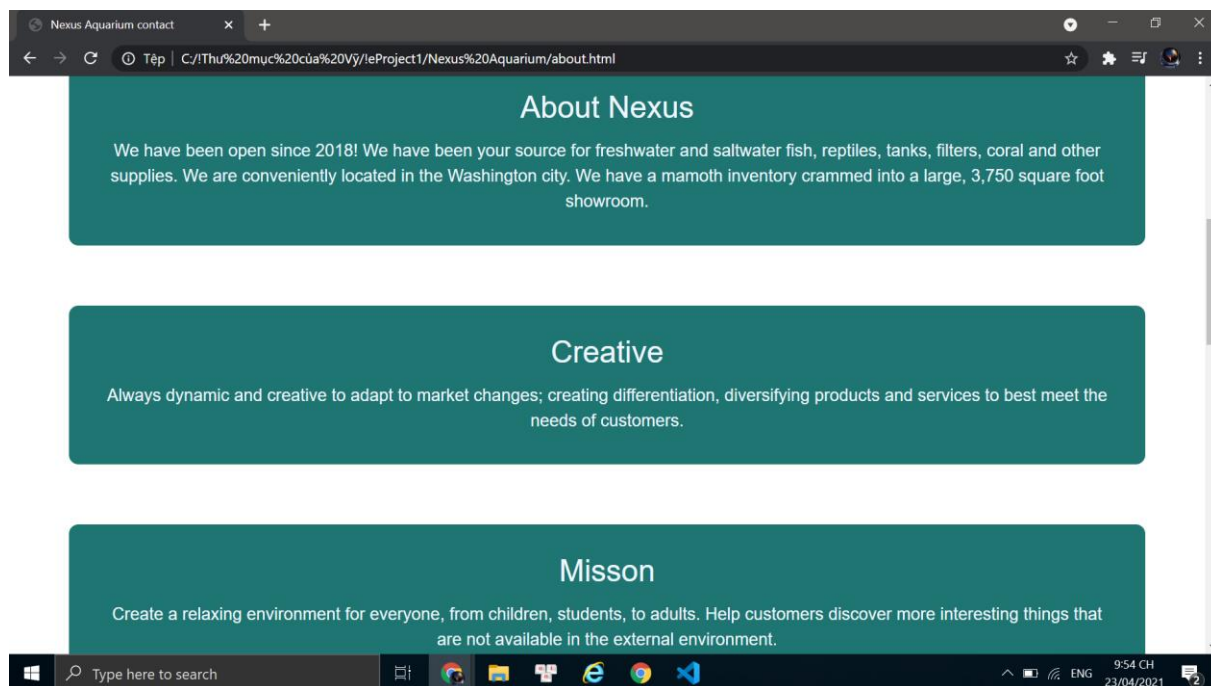 Nexus Aquarium contact
Tệp
C:/!Thư%20mục%20của%20Vỹ/!eProject1/Nexus%20Aquarium/about.html
About Nexus
We have been open since 2018! We have been your source for freshwater and saltwater fish, reptiles, tanks, filters, coral and other
supplies. We are conveniently located in the Washington city. We have a mamoth inventory crammed into a large, 3,750 square foot
showroom.
Creative
Always dynamic and creative to adapt to market changes; creating differentiation, diversifying products and services to best meet the
needs of customers.
Misson
Create a relaxing environment for everyone, from children, students, to adults. Help customers discover more interesting things that
are not available in the external environment.
Type here to search
ENG
9:54 CH
23/04/2021
2